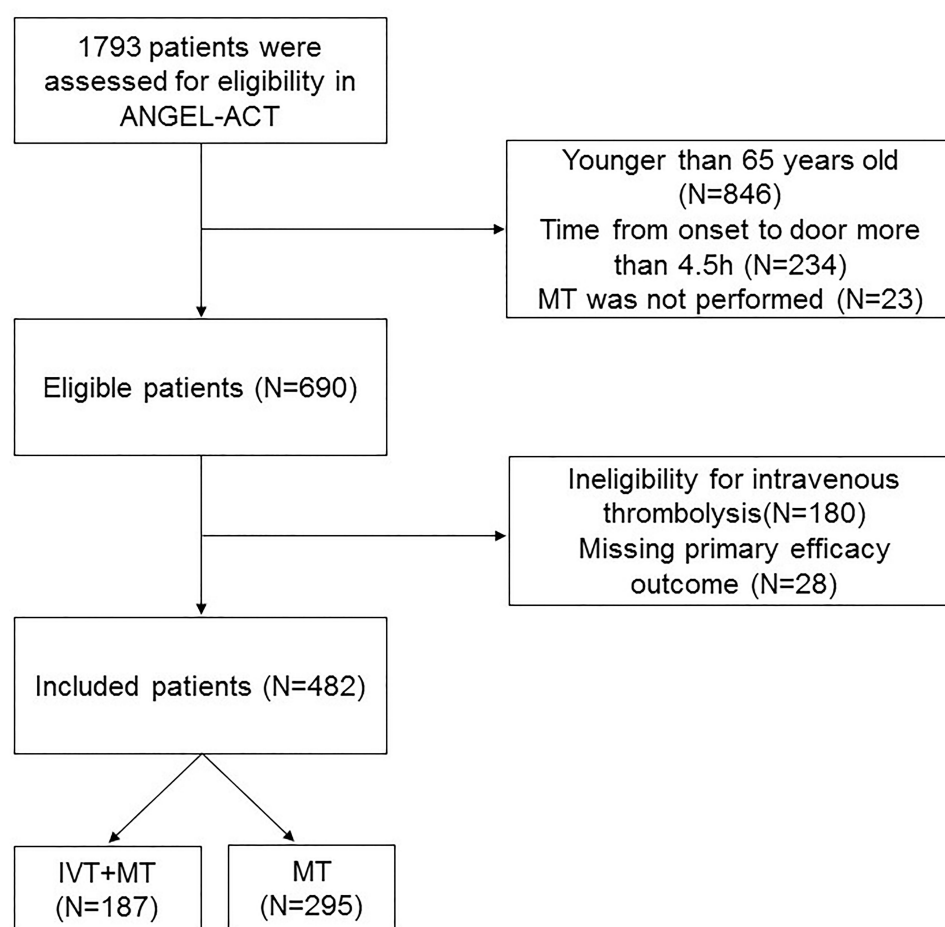 1793 patients were
assessed for eligibility in
ANGEL-ACT
Younger than 65 years old
(N=846)
Time from onset to door more
than 4.5h (N=234)
MT was not performed (N=23)
Eligible patients (N=690)
Ineligibility for intravenous
thrombolysis(N=180)
Missing primary efficacy
outcome (N=28)
Included patients (N=482)
IVT+MT
(N=187)
MT
(N=295)